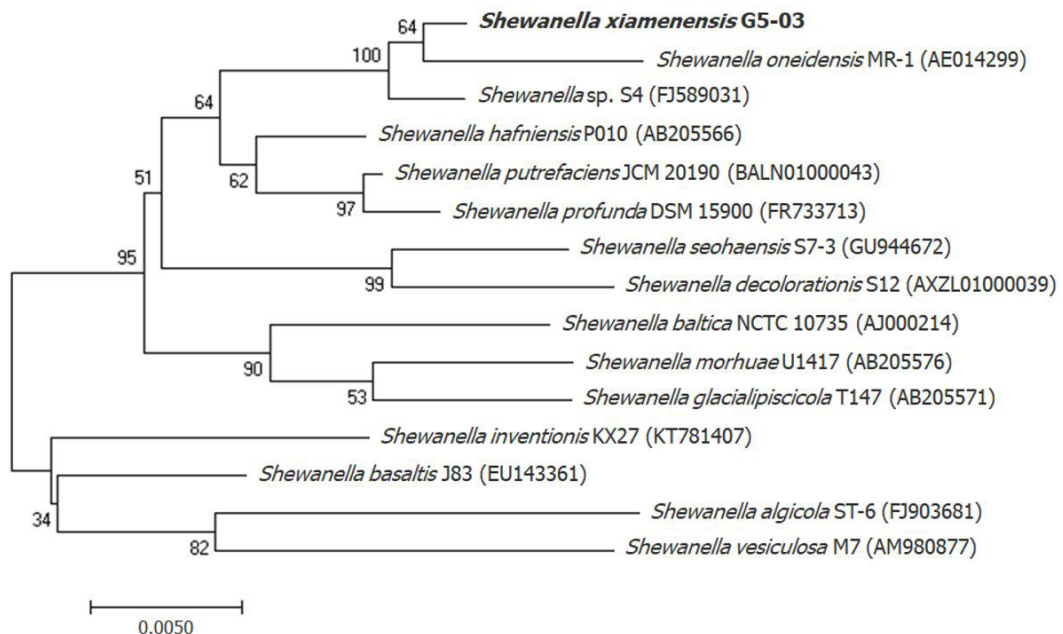 Shewanella xiamenensis G5-03
64
Shewanella oneidensis MR-1 (AE014299)
100
Shewanella sp. S4 (FJ589031)
64
Shewanella hafniensis P010 (AB205566)
Shewanella putrefaciens JCM 20190 (BALN01000043)
51
62
97
Shewanella profunda DSM 15900 (FR733713)
Shewanella seohaensis S7-3 (GU944672)
95
99
Shewanella decolorationis S12 (AXZL01000039)
Shewanella baltica NCTC 10735 (AJ000214)
90
Shewanella morhuae U1417 (AB205576)
53
Shewanella glacialipiscicola T147 (AB205571)
Shewanella inventionis KX27 (KT781407)
Shewanella basaltis J83 (EU143361)
34
Shewanella algicola ST-6 (FJ903681)
82
Shewanella vesiculosa M7 (AM980877)
0.0050